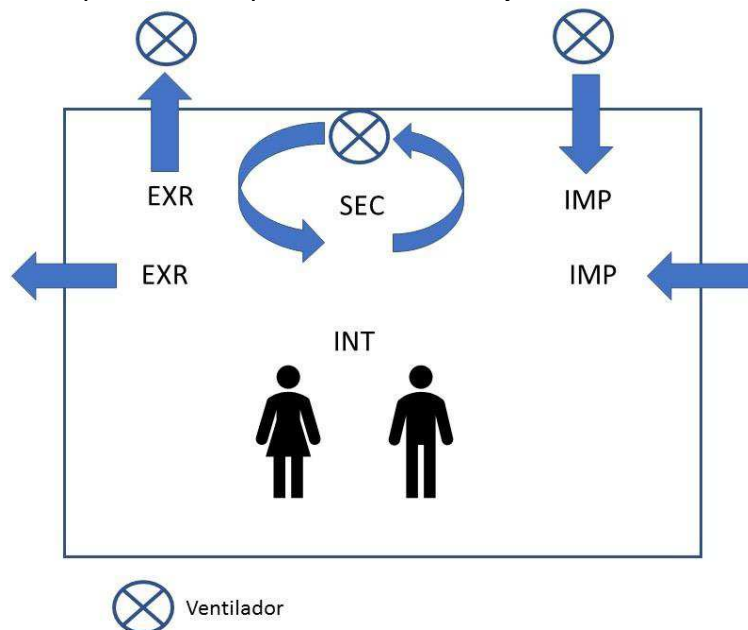 EXR
SEC
IMP
EXR
IMP
INT
Ventilador